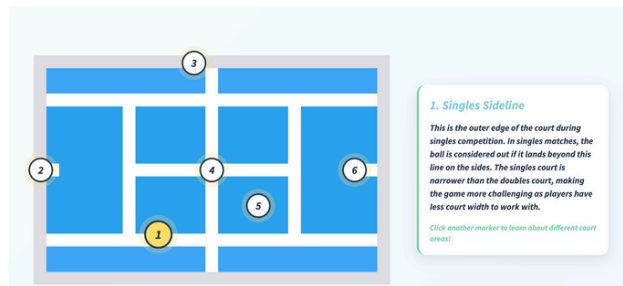 3
2
4
6
5
1
1. Singles Sideline
This is the outer edge of the court during
singles competition. In singles matches, the
ball is considered out if it lands beyond this
line on the sides. The singles court is
narrower than the doubles court, making
the game more challenging as players have
less court width to work with.
Click another marker to learn about different court
areas!